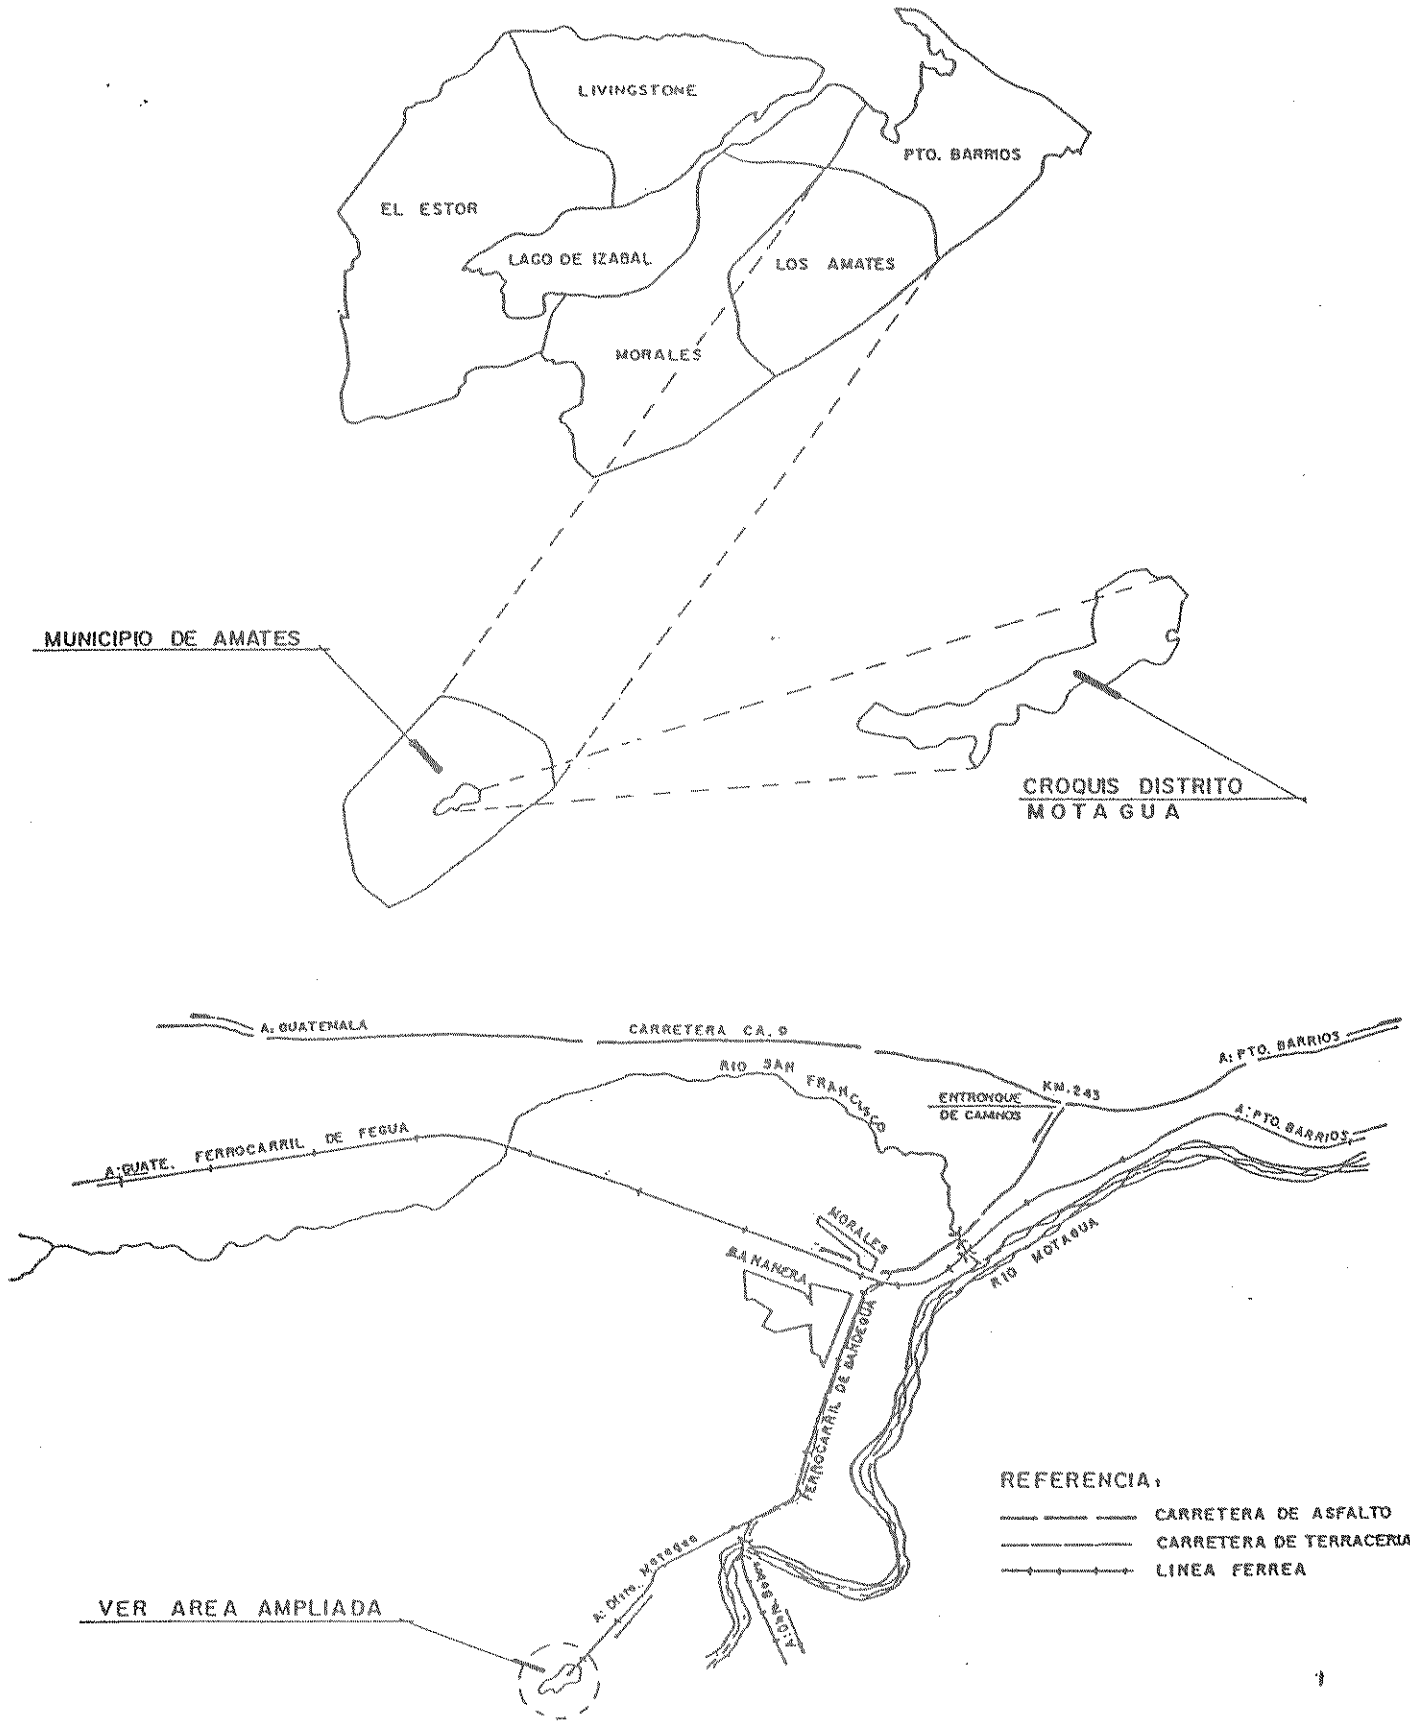 LIVINGSTONE
PTO. BARRIOS
EL ESTOR
LAGO DE IZABAL
LOS AMATES
MORALES
MUNICIPIO DE AMATES
CROQUIS DISTRITO
MOTAGUA
A: GUATEMALA
CARRETERA CA. 9
A: PTO. BARRIOS
RIO SAN FRANCISCO
KM. 243
ENTRONQUE
DE CAMINOS
A: PTO. BARRIOS
A: GUATE. FERROCARRIL DE FEGUA
MORALES
BANANERA
RIO MOTAGUA
FERROCARRIL DE BANDEGUA
REFERENCIA:
CARRETERA DE ASFALTO
CARRETERA DE TERRACERIA
LINEA FERREA
A: Dtto. Motagua
VER AREA AMPLIADA